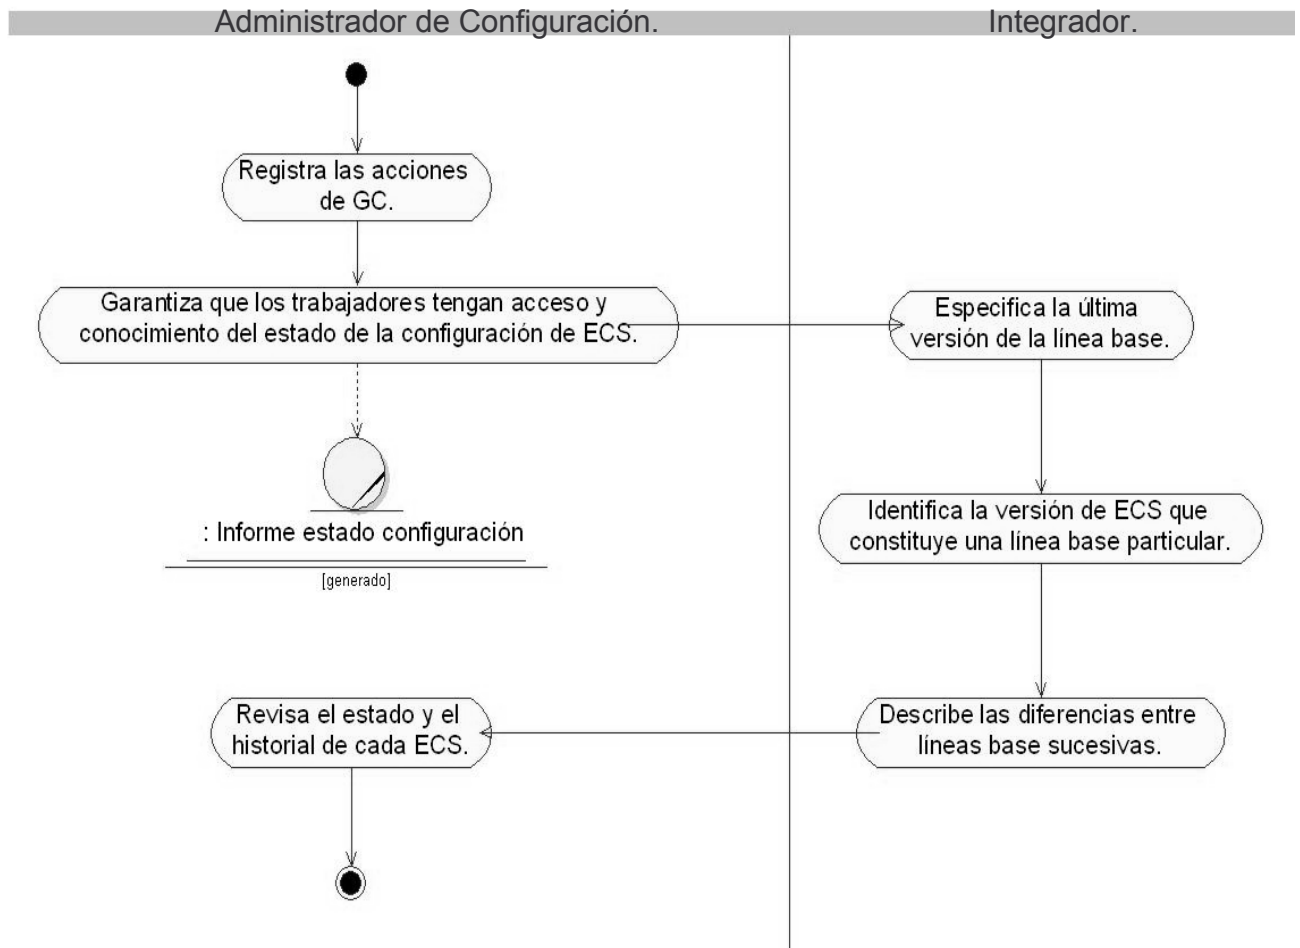 Administrador de Configuración.
Integrador.
Registra las acciones
de GC.
Garantiza que los trabajadores tengan acceso y
conocimiento del estado de la configuración de ECS.
Especifica la última
versión de la línea base.
: Informe estado configuración
[generado]
Identifica la versión de ECS que
constituye una línea base particular.
Revisa el estado y el
historial de cada ECS.
Describe las diferencias entre
líneas base sucesivas.